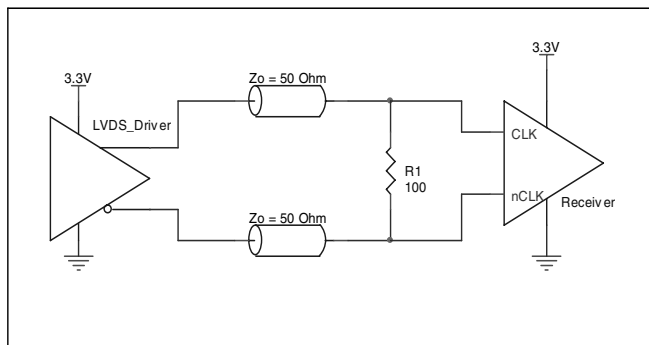 3.3V
LVDS_Driver
Zo = 50 Ohm
Zo = 50 Ohm
R1
100
3.3V
CLK
nCLK
Receiver